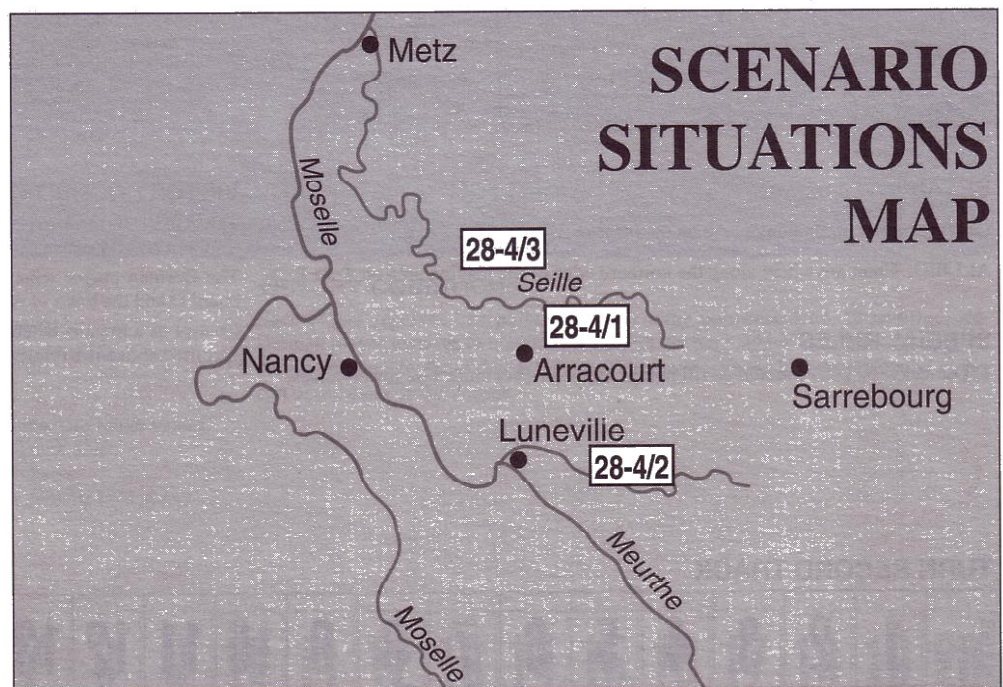 SCENARIO
SITUATIONS
MAP
Metz
Moselle
28-4/3
Seille
28-4/1
Nancy
Arracourt
Sarrebourg
Luneville
28-4/2
Meurthe
Moselle